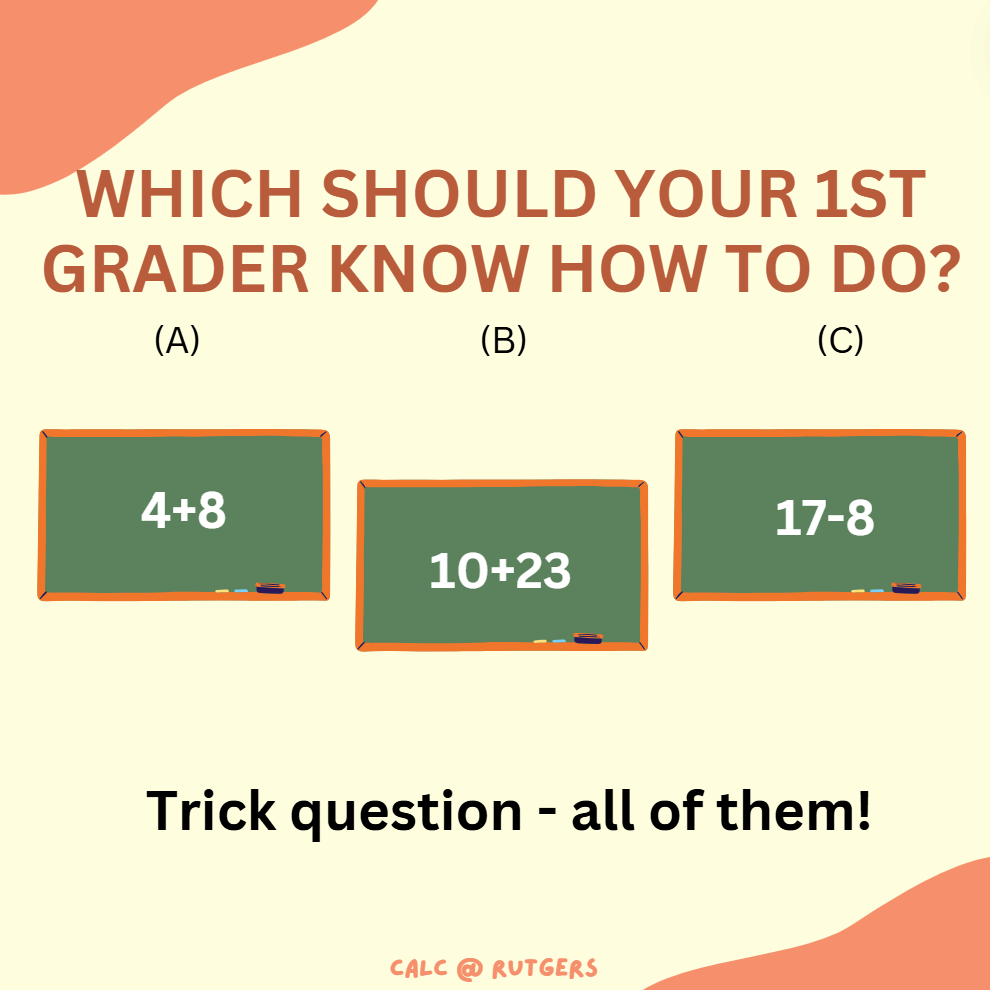 WHICH SHOULD YOUR 1ST
GRADER KNOW HOW TO DO?
(A)
(B)
(C)
4+8
10+23
17-8
Trick question - all of them!
CALC @ RUTGERS